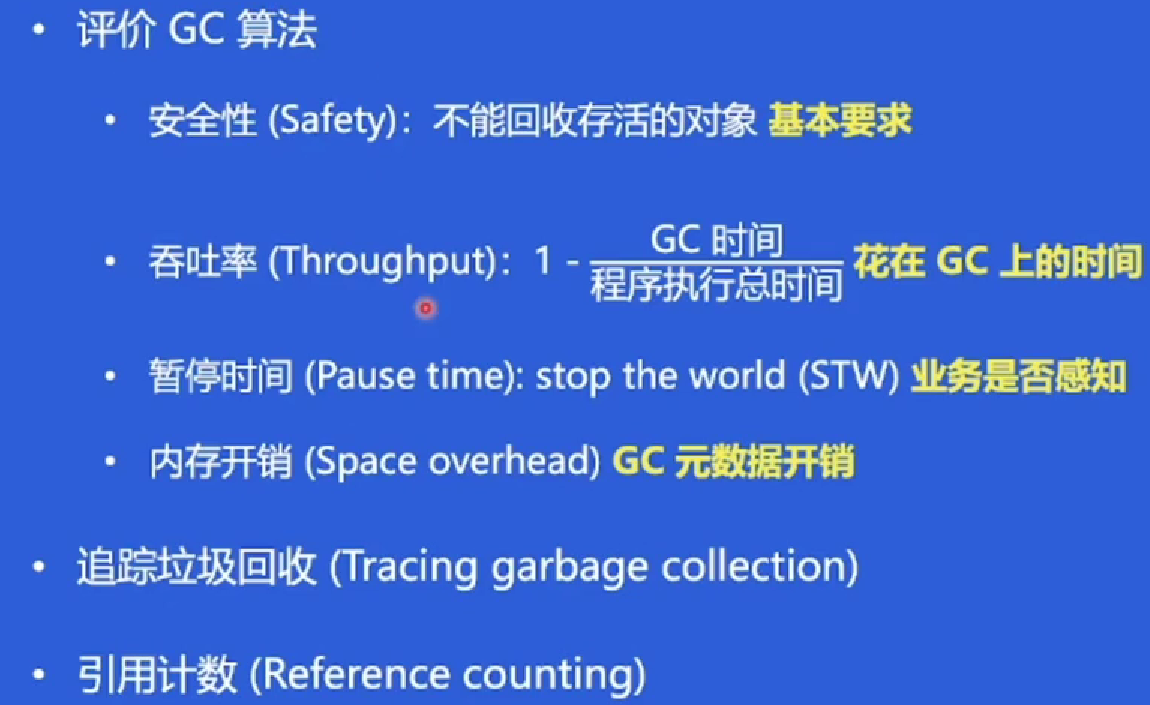 • 评价 GC 算法
• 安全性 (Safety)：不能回收存活的对象 基本要求
• 吞吐率 (Throughput)：1 - GC 时间 / 程序执行总时间 花在 GC 上的时间
• 暂停时间 (Pause time): stop the world (STW) 业务是否感知
• 内存开销 (Space overhead) GC 元数据开销
• 追踪垃圾回收 (Tracing garbage collection)
• 引用计数 (Reference counting)